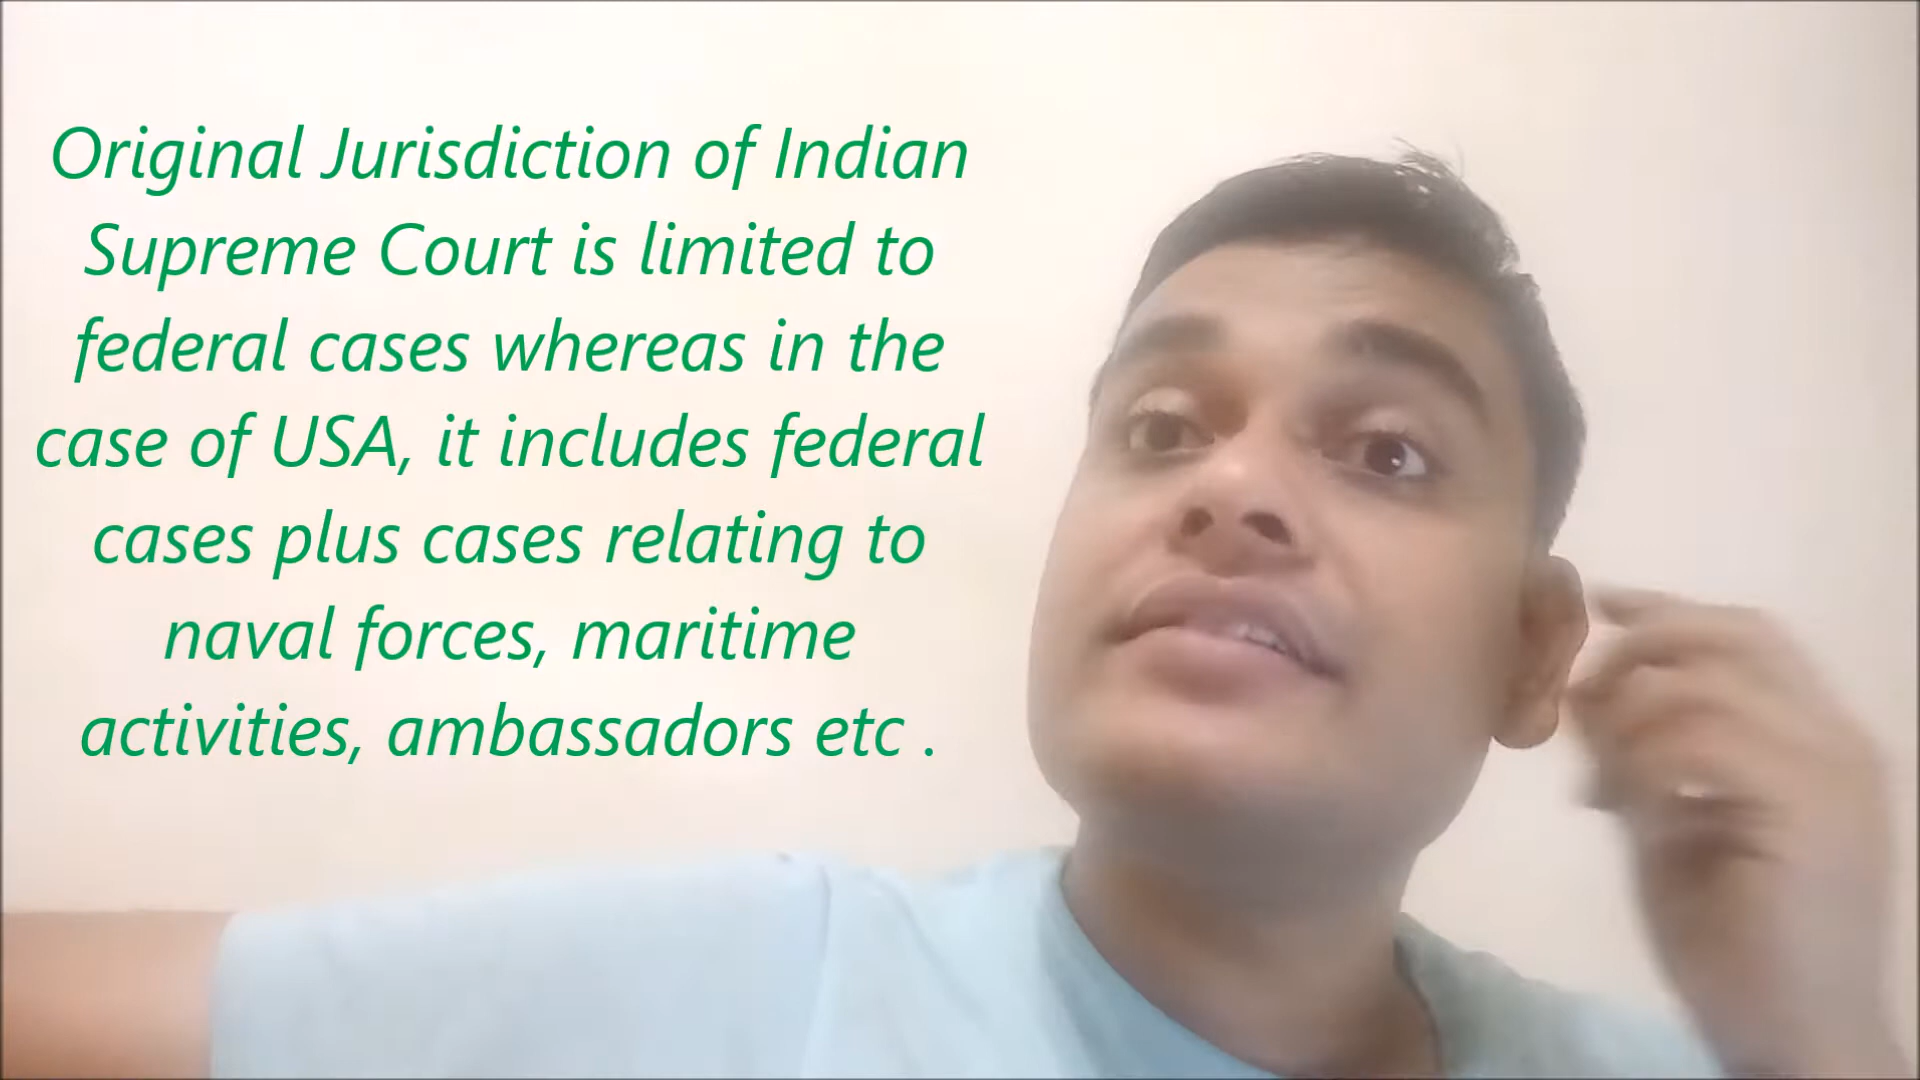 Original Jurisdiction of Indian
Supreme Court is limited to
federal cases whereas in the
case of USA, it includes federal
cases plus cases relating to
naval forces, maritime
activities, ambassadors etc .